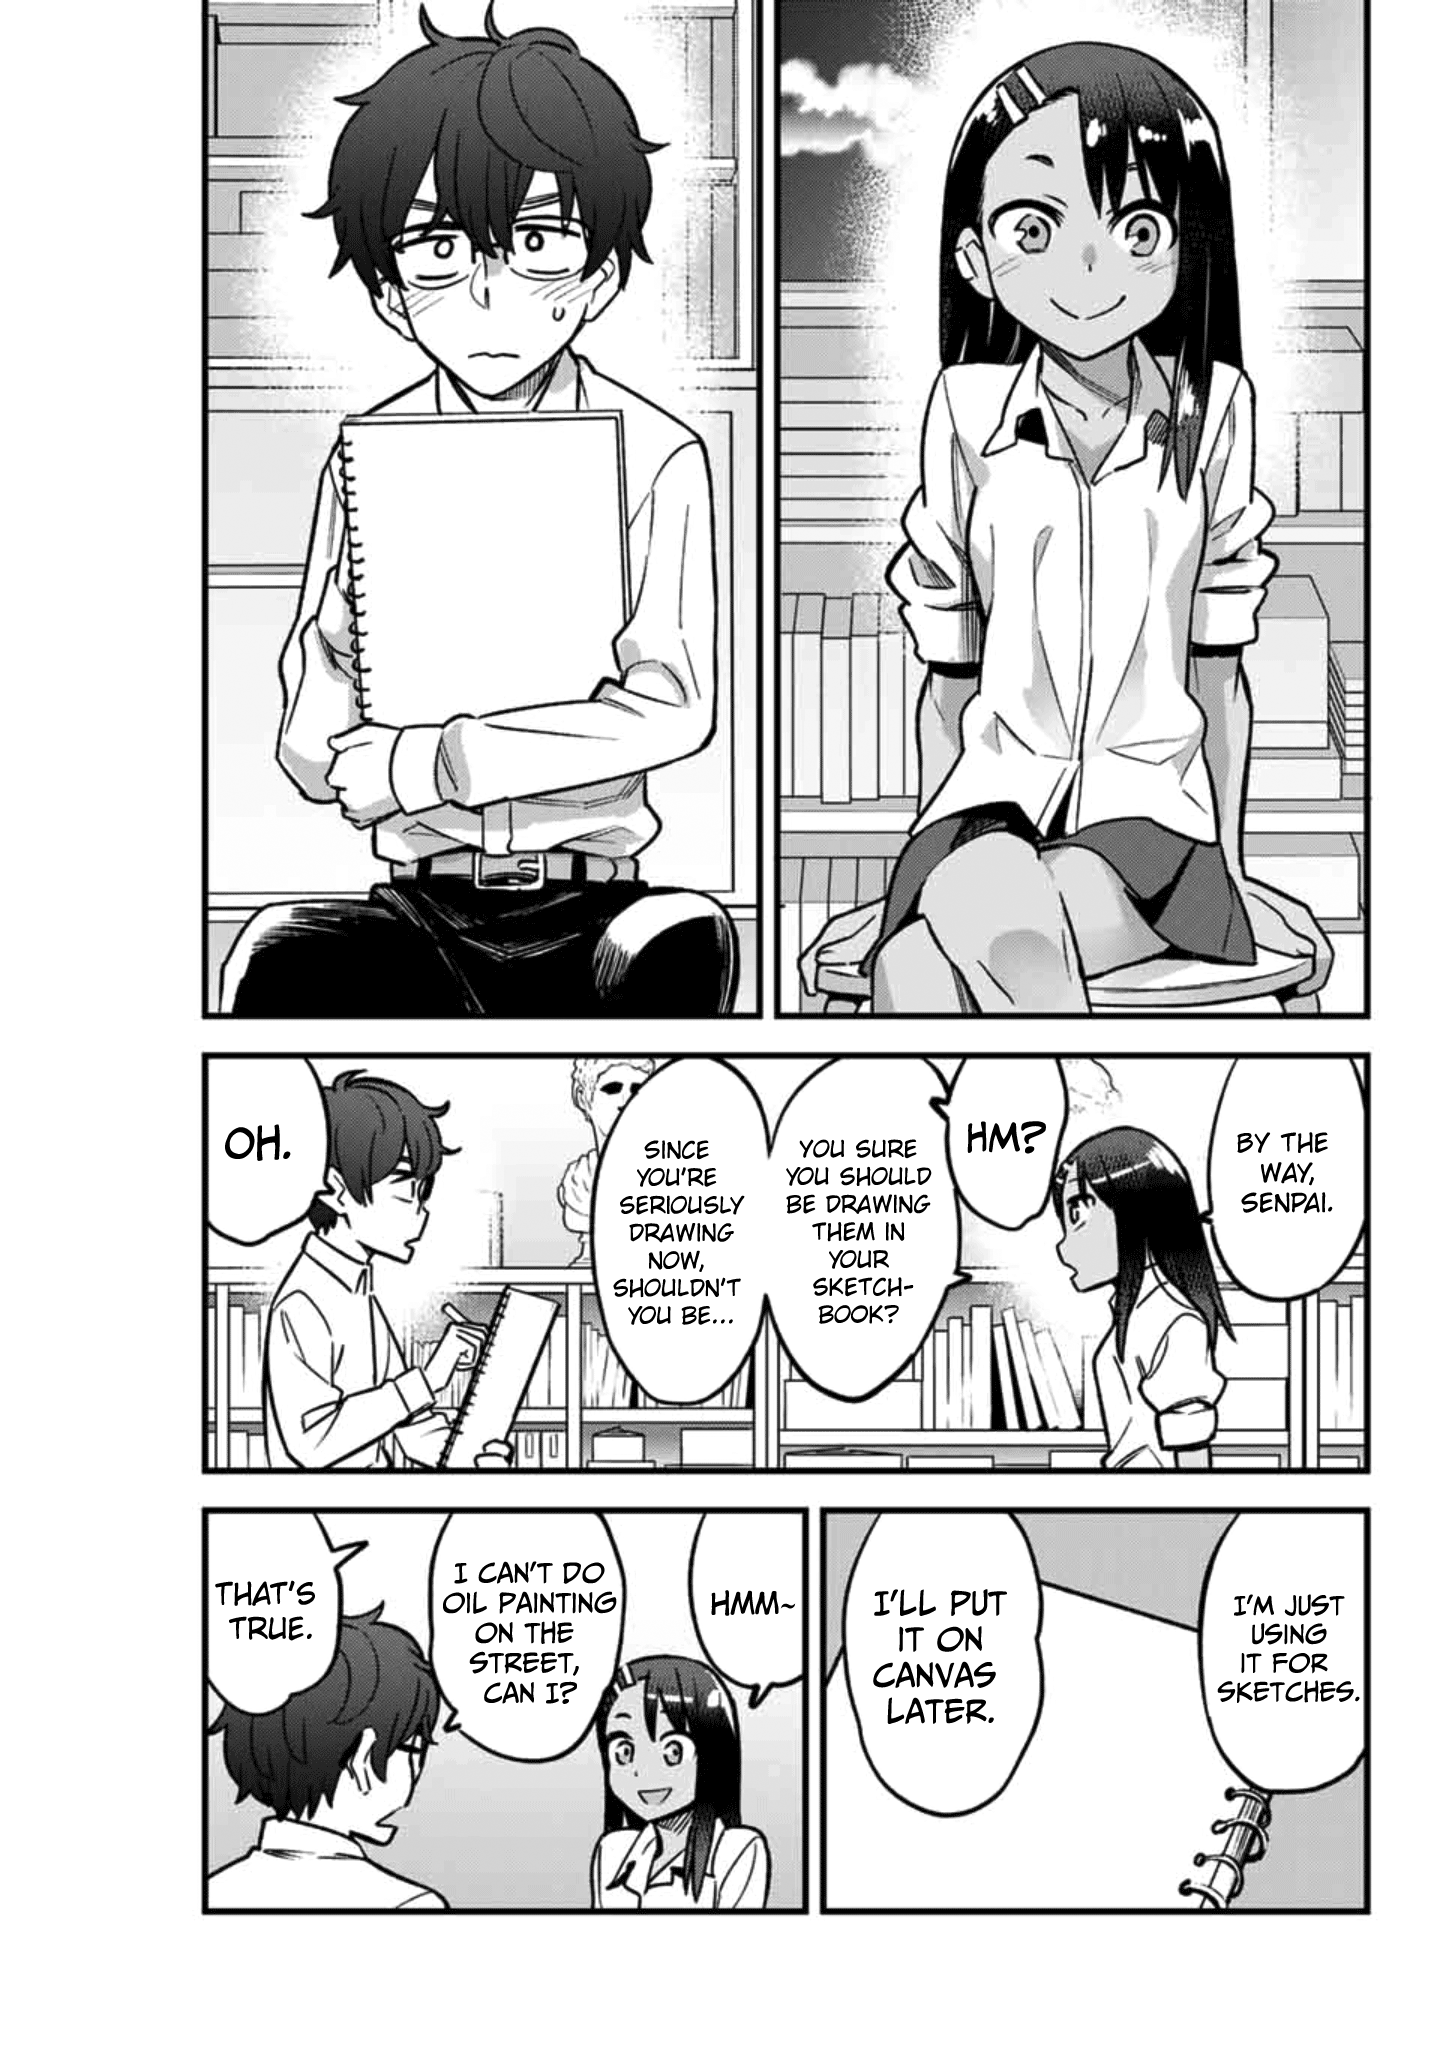 BY THE
WAY,
SENPAI.
HM?
YOU SURE
YOU SHOULD
BE DRAWING
THEM IN
YOUR
SKETCH-
BOOK?
SINCE
YOU'RE
SERIOUSLY
DRAWING
NOW,
SHOULDN'T
YOU BE...
OH.
I'M JUST
USING
IT FOR
SKETCHES.
I'LL PUT
IT ON
CANVAS
LATER.
HMM~
I CAN'T DO
OIL PAINTING
ON THE
STREET,
CAN I?
THAT'S
TRUE.